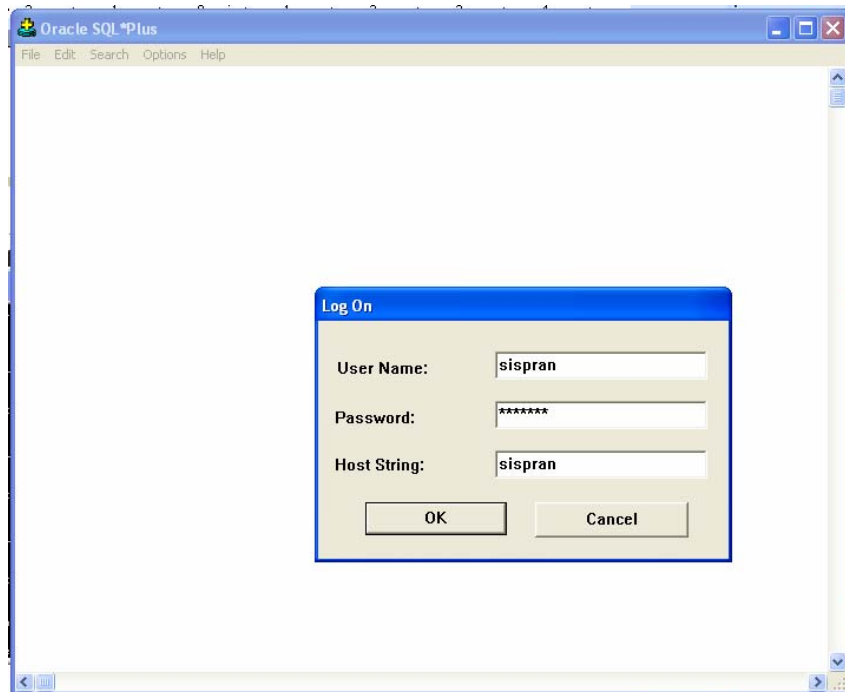 Oracle SQL*Plus
File Edit Search Options Help
Log On
User Name: sispran
Password: *******
Host String: sispran
OK Cancel